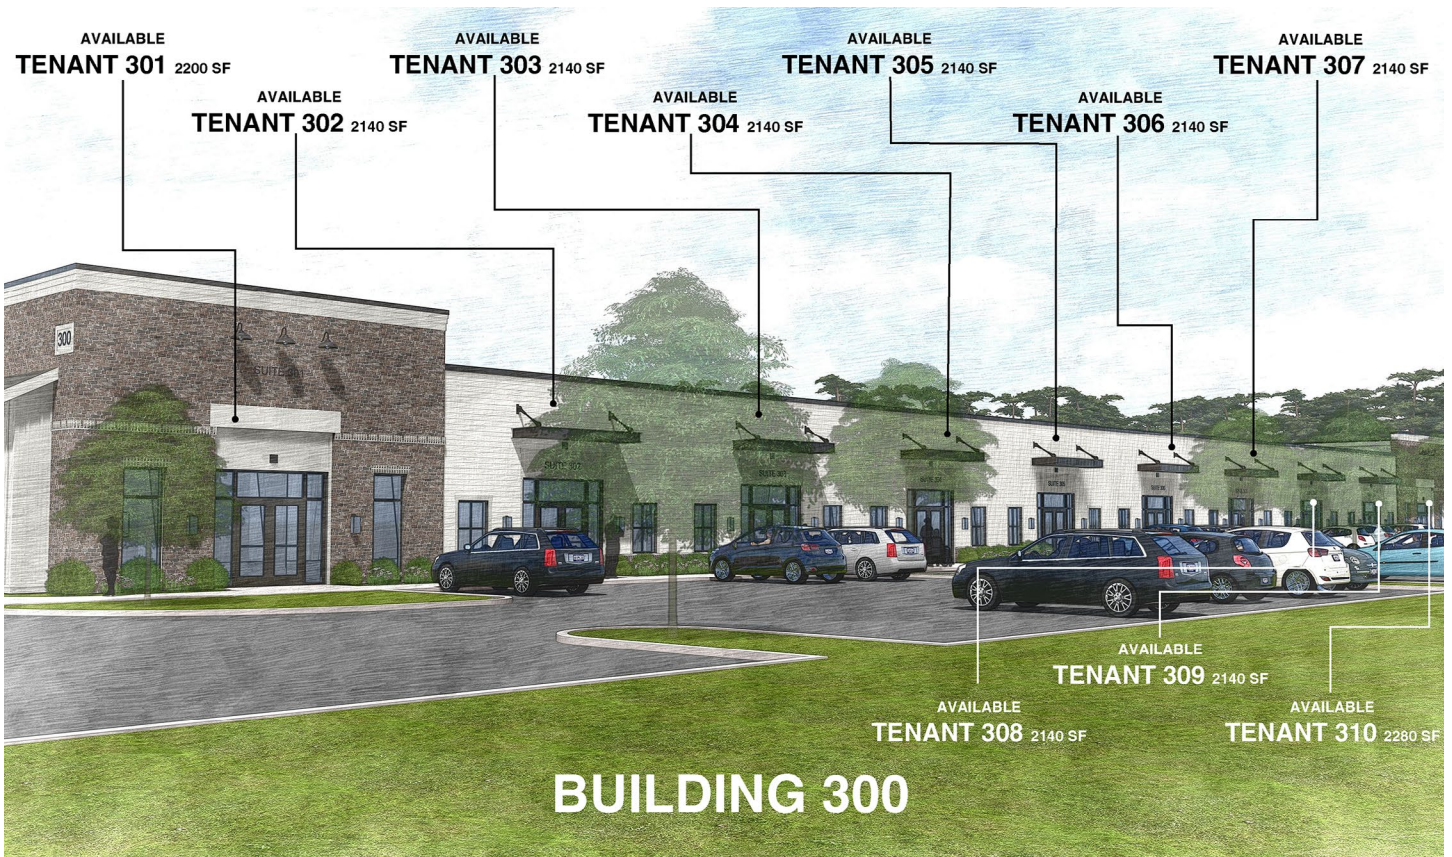 AVAILABLE
TENANT 301 2200 SF
AVAILABLE
TENANT 302 2140 SF
AVAILABLE
TENANT 303 2140 SF
AVAILABLE
TENANT 304 2140 SF
AVAILABLE
TENANT 305 2140 SF
AVAILABLE
TENANT 306 2140 SF
AVAILABLE
TENANT 307 2140 SF
300
SUITE
AVAILABLE
TENANT 308 2140 SF
AVAILABLE
TENANT 309 2140 SF
AVAILABLE
TENANT 310 2280 SF
BUILDING 300